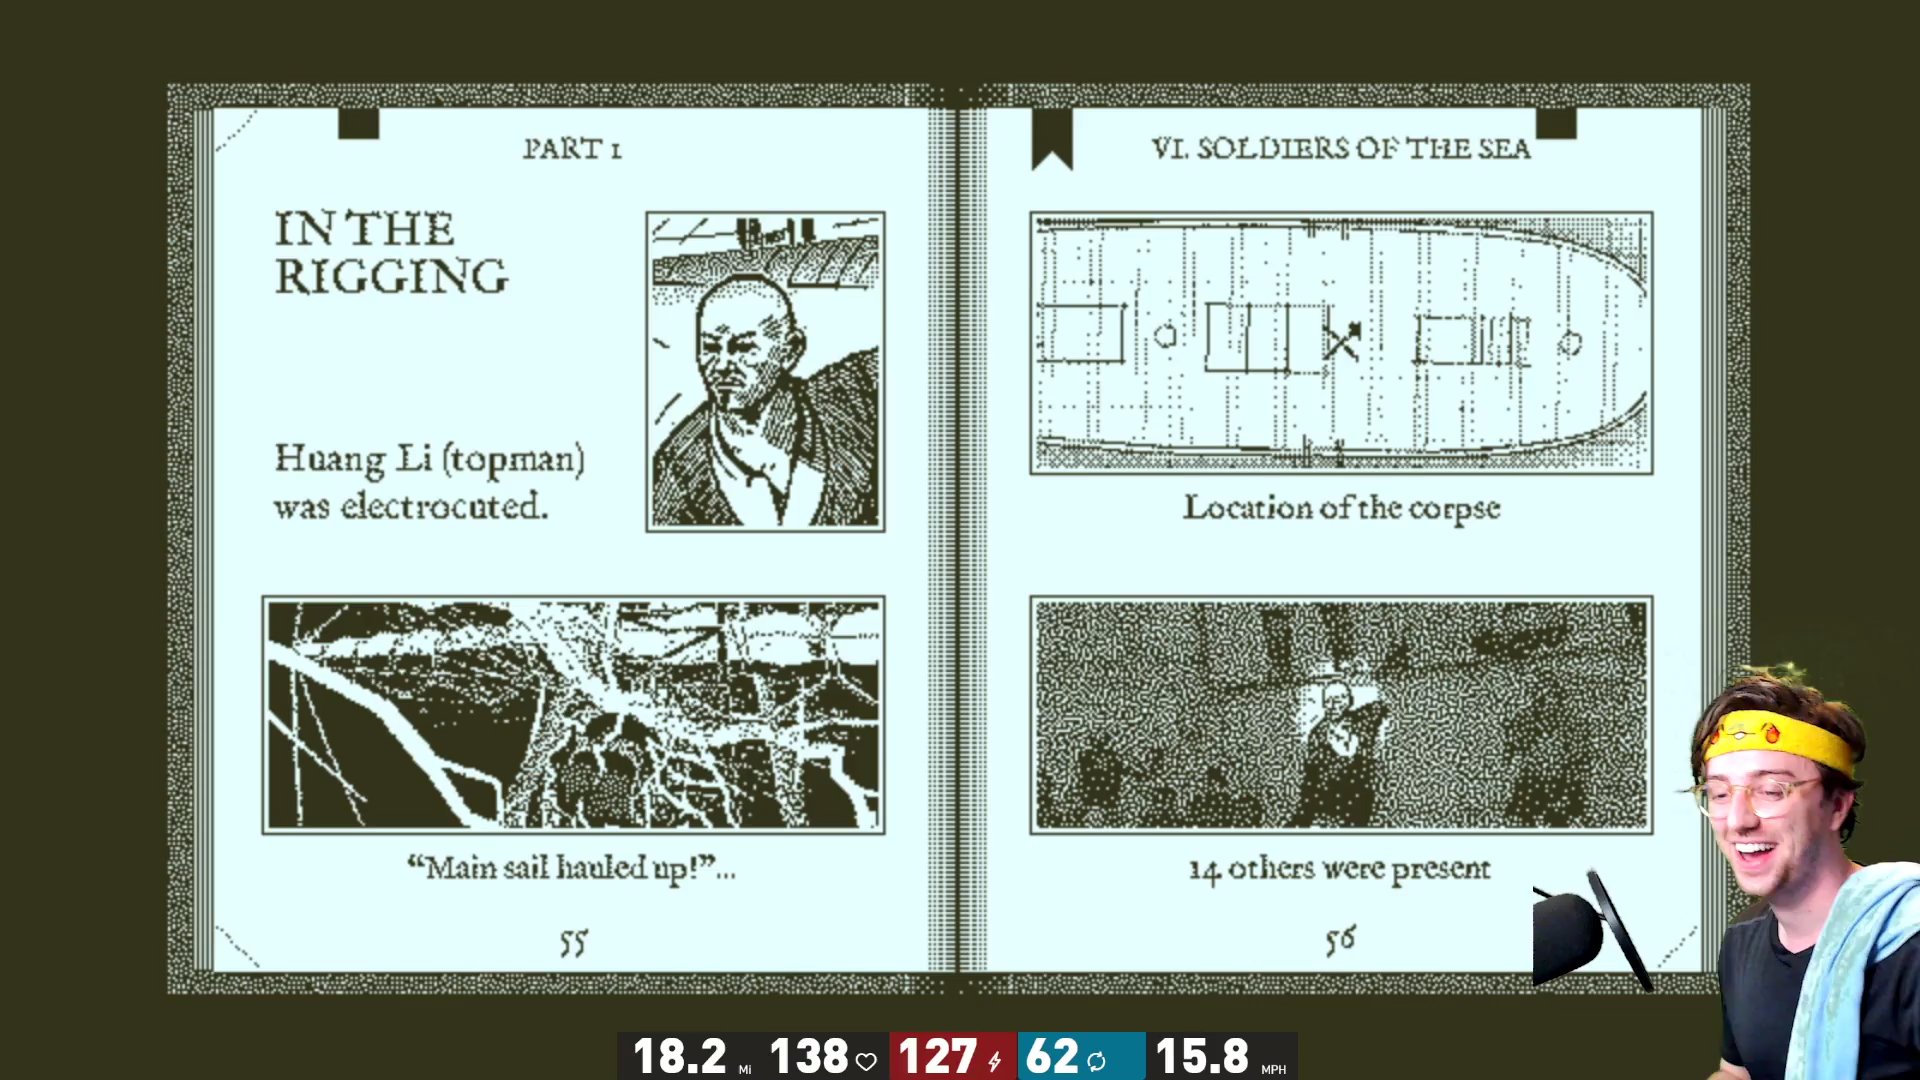 PART 1
IN THE
RIGGING
Huang Li (topman)
was electrocuted.
“Main sail hauled up!”...
55
VI. SOLDIERS OF THE SEA
Location of the corpse
14 others were present
56
18.2 Mi 138 127 62 15.8 MPH